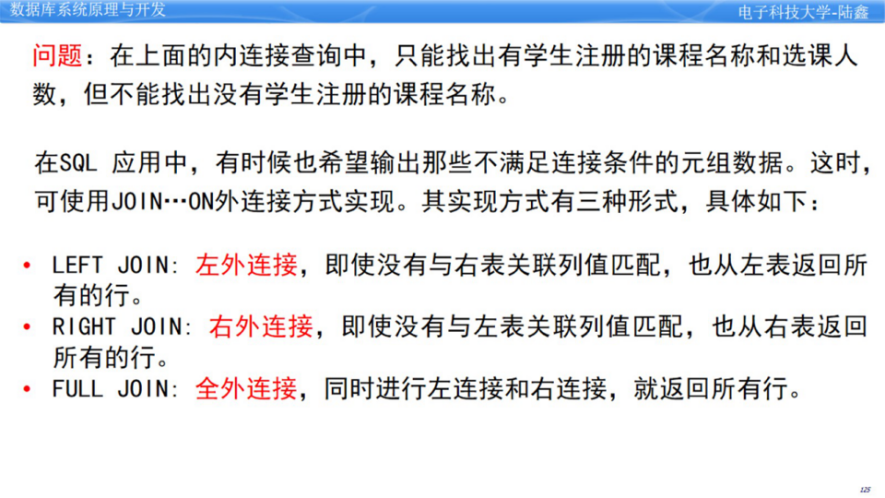 数据库系统原理与开发
电子科技大学-陆鑫
问题：在上面的内连接查询中，只能找出有学生注册的课程名称和选课人
数，但不能找出没有学生注册的课程名称。
在SQL 应用中，有时候也希望输出那些不满足连接条件的元组数据。这时，
可使用JOIN…ON外连接方式实现。其实现方式有三种形式，具体如下：
• LEFT JOIN: 左外连接，即使没有与右表关联列值匹配，也从左表返回所
有的行。
• RIGHT JOIN: 右外连接，即使没有与左表关联列值匹配，也从右表返回
所有的行。
• FULL JOIN: 全外连接，同时进行左连接和右连接，就返回所有行。
125